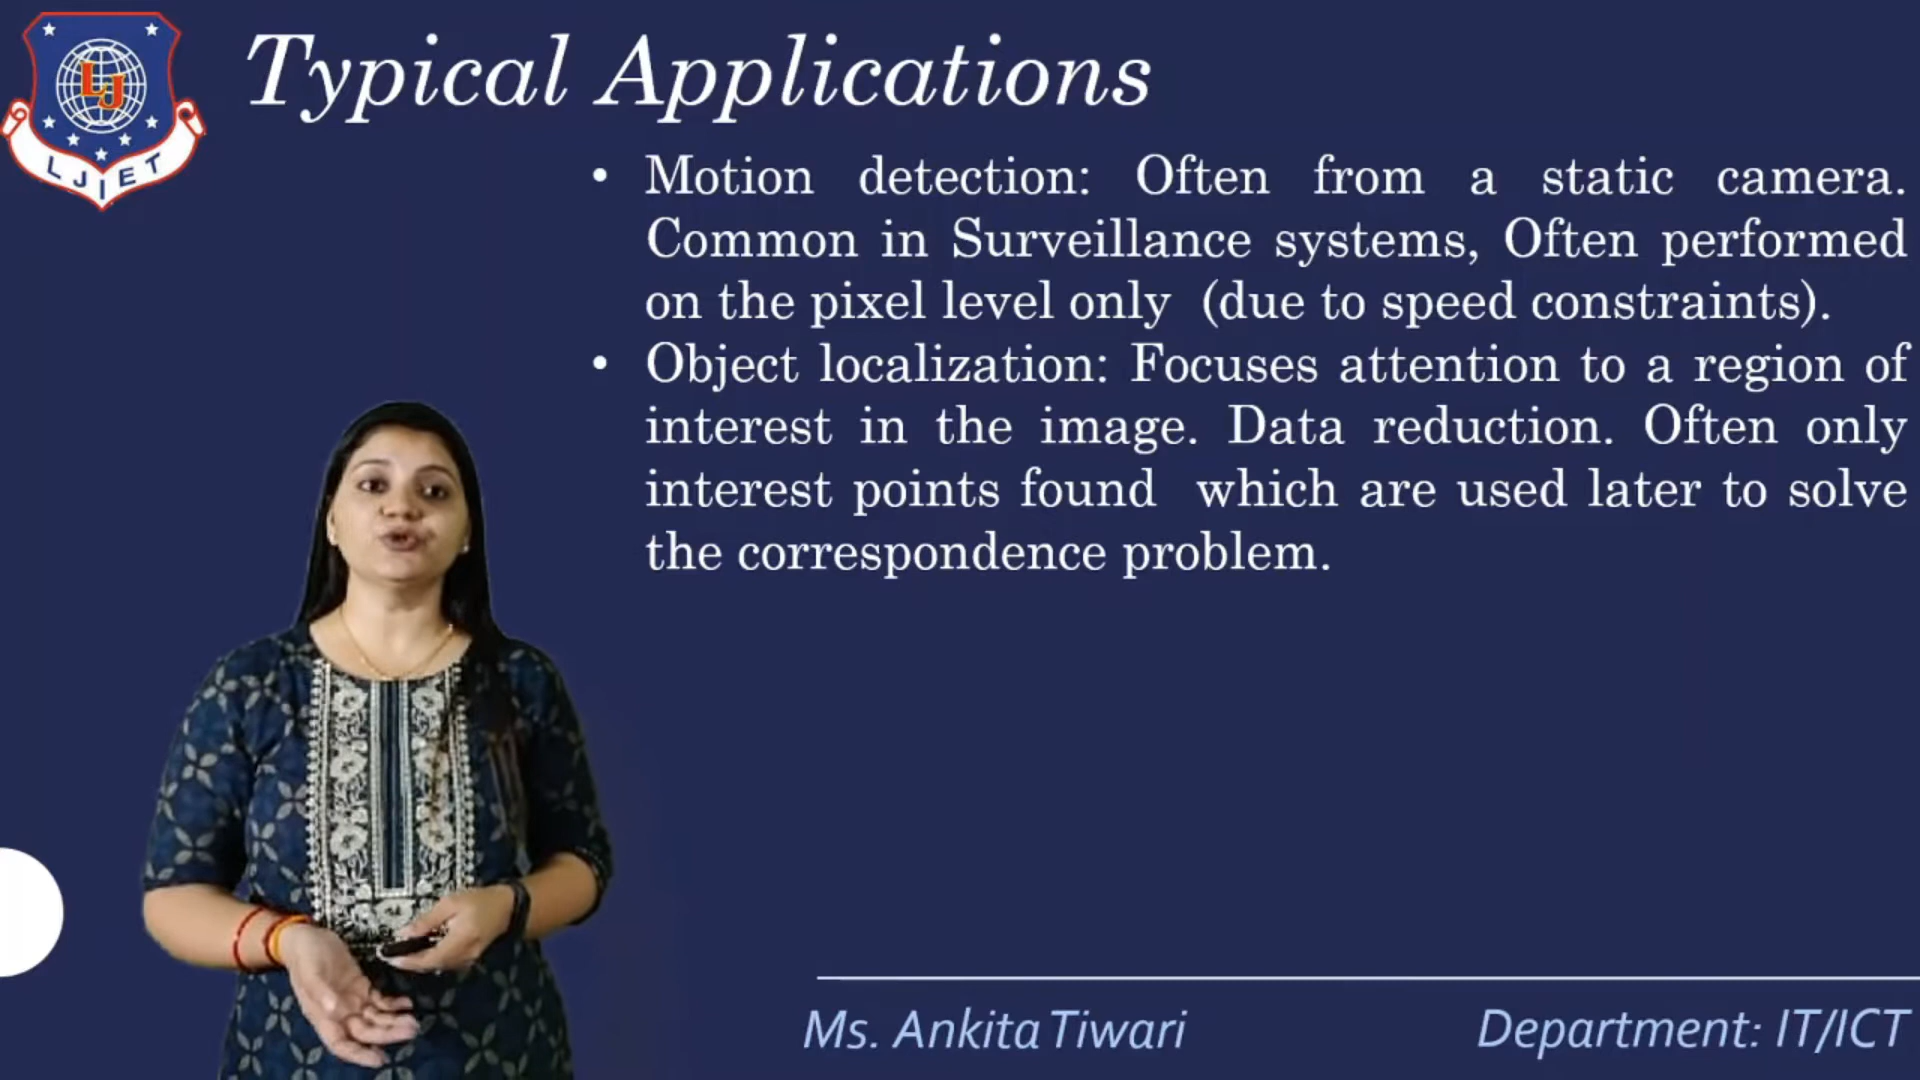 LJ
LJIET
Typical Applications
• Motion detection: Often from a static camera.
Common in Surveillance systems, Often performed
on the pixel level only (due to speed constraints).
• Object localization: Focuses attention to a region of
interest in the image. Data reduction. Often only
interest points found which are used later to solve
the correspondence problem.
Ms. Ankita Tiwari
Department: IT/ICT